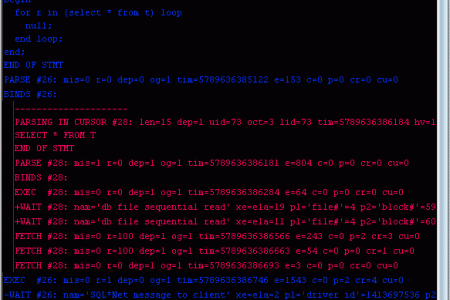 begin
for r in (select * from t) loop
null;
end loop;
end;
END OF STMT
PARSE #26: mis=0 r=0 dep=0 og=1 tim=5789636385122 e=153 c=0 p=0 cr=0 cu=0
BINDS #26:
---------------------
PARSING IN CURSOR #28: len=15 dep=1 uid=73 oct=3 lid=73 tim=5789636386184 hv=1
SELECT * FROM T
END OF STMT
PARSE #28: mis=1 r=0 dep=1 og=1 tim=5789636386181 e=804 c=0 p=0 cr=0 cu=0
BINDS #28:
EXEC #28: mis=0 r=0 dep=1 og=1 tim=5789636386284 e=64 c=0 p=0 cr=0 cu=0
+WAIT #28: nam='db file sequential read' xe=ela=19 p1='file#'=4 p2='block#'=59
+WAIT #28: nam='db file sequential read' xe=ela=11 p1='file#'=4 p2='block#'=60
FETCH #28: mis=0 r=100 dep=1 og=1 tim=5789636386566 e=243 c=0 p=2 cr=3 cu=0
FETCH #28: mis=0 r=100 dep=1 og=1 tim=5789636386663 e=54 c=0 p=0 cr=1 cu=0
FETCH #28: mis=0 r=0 dep=1 og=1 tim=5789636386693 e=3 c=0 p=0 cr=0 cu=0
EXEC #26: mis=0 r=1 dep=0 og=1 tim=5789636386746 e=1543 c=0 p=2 cr=4 cu=0
+WAIT #26: nam='SQL*Net message to client' xe=ela=2 p1='driver id'=1413697536 p2